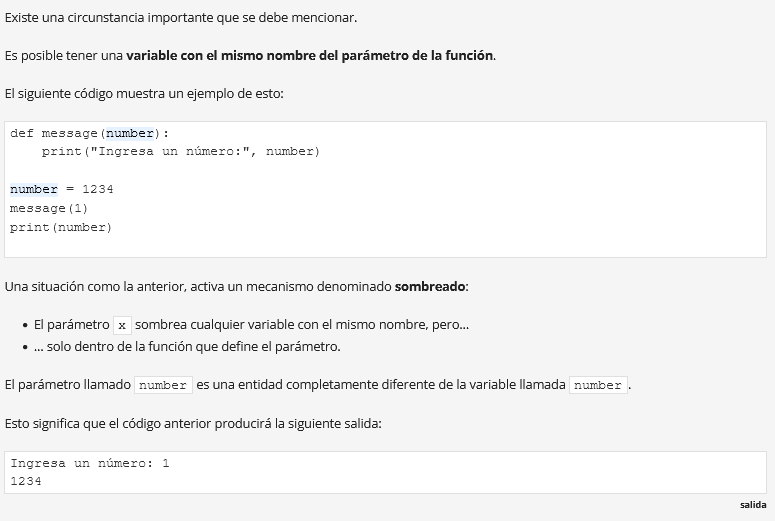 Existe una circunstancia importante que se debe mencionar.
Es posible tener una variable con el mismo nombre del parámetro de la función.
El siguiente código muestra un ejemplo de esto:
def message(number):
    print("Ingresa un número:", number)
number = 1234
message(1)
print(number)
Una situación como la anterior, activa un mecanismo denominado sombreado:
• El parámetro x sombrea cualquier variable con el mismo nombre, pero...
• ... solo dentro de la función que define el parámetro.
El parámetro llamado number es una entidad completamente diferente de la variable llamada number.
Esto significa que el código anterior producirá la siguiente salida:
Ingresa un número: 1
1234
salida